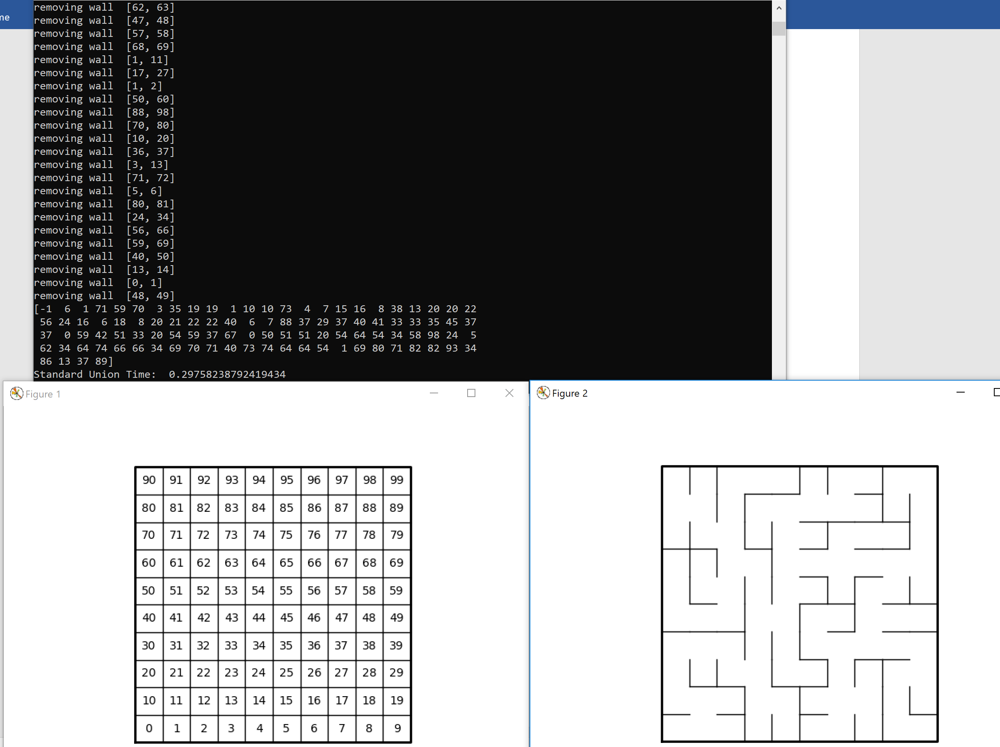 me
removing wall  [62, 63]
removing wall  [47, 48]
removing wall  [57, 58]
removing wall  [68, 69]
removing wall  [1, 11]
removing wall  [17, 27]
removing wall  [1, 2]
removing wall  [50, 60]
removing wall  [88, 98]
removing wall  [70, 80]
removing wall  [10, 20]
removing wall  [36, 37]
removing wall  [3, 13]
removing wall  [71, 72]
removing wall  [5, 6]
removing wall  [80, 81]
removing wall  [24, 34]
removing wall  [56, 66]
removing wall  [59, 69]
removing wall  [40, 50]
removing wall  [13, 14]
removing wall  [0, 1]
removing wall  [48, 49]
[-1  6  1 71 59 70  3 35 19 19  1 10 10 73  4  7 15 16  8 38 13 20 20 22
 56 24 16  6 18  8 20 21 22 22 40  6  7 88 37 29 37 40 41 33 33 35 45 37
 37  0 59 42 51 33 20 54 59 37 67  0 50 51 51 20 54 64 54 34 58 98 24  5
 62 34 64 74 66 66 34 69 70 71 40 73 74 64 64 54  1 69 80 71 82 82 93 34
 86 13 37 89]
Standard Union Time:  0.29758238792419434
Figure 1
90 91 92 93 94 95 96 97 98 99
80 81 82 83 84 85 86 87 88 89
70 71 72 73 74 75 76 77 78 79
60 61 62 63 64 65 66 67 68 69
50 51 52 53 54 55 56 57 58 59
40 41 42 43 44 45 46 47 48 49
30 31 32 33 34 35 36 37 38 39
20 21 22 23 24 25 26 27 28 29
10 11 12 13 14 15 16 17 18 19
0 1 2 3 4 5 6 7 8 9
Figure 2